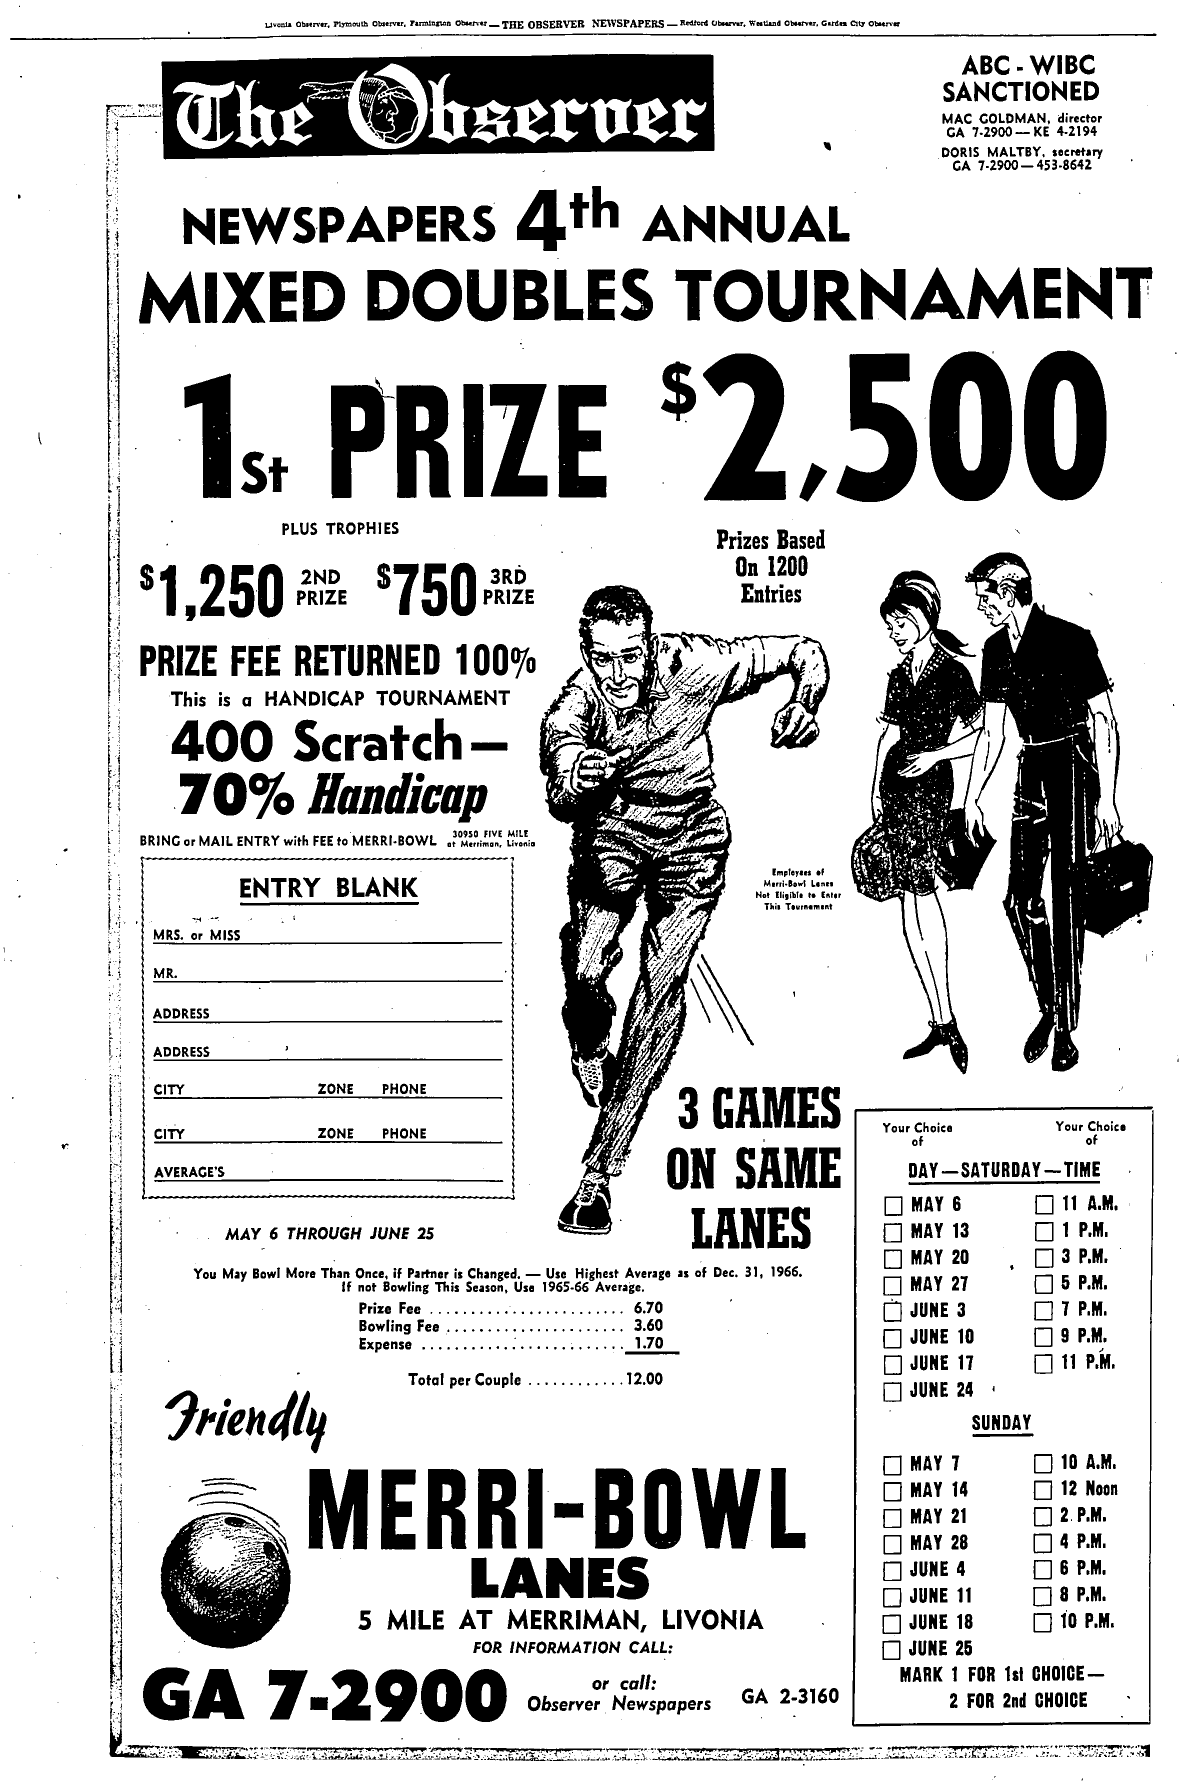 Livonia Observer, Plymouth Observer, Farmington Observer — THE OBSERVER NEWSPAPERS — Redford Observer, Westland Observer, Garden City Observer
The Observer
ABC - WIBC
SANCTIONED
MAC GOLDMAN, director
GA 7-2900 — KE 4-2194
DORIS MALTBY, secretary
GA 7-2900 — 453-8642
NEWSPAPERS 4th ANNUAL
MIXED DOUBLES TOURNAMENT
1st PRIZE $2,500
PLUS TROPHIES
$1,250 2ND PRIZE $750 3RD PRIZE
Prizes Based
On 1200
Entries
PRIZE FEE RETURNED 100%
This is a HANDICAP TOURNAMENT
400 Scratch —
70% Handicap
BRING or MAIL ENTRY with FEE to MERRI-BOWL 30950 FIVE MILE at Merriman, Livonia
ENTRY BLANK
MRS. or MISS
MR.
ADDRESS
ADDRESS
CITY ZONE PHONE
CITY ZONE PHONE
AVERAGE'S
Employees of
Merri-Bowl Lanes
Not Eligible to Enter
This Tournament
3 GAMES
ON SAME
LANES
MAY 6 THROUGH JUNE 25
You May Bowl More Than Once, if Partner is Changed. — Use Highest Average as of Dec. 31, 1966.
If not Bowling This Season, Use 1965-66 Average.
Prize Fee ........................ 6.70
Bowling Fee ...................... 3.60
Expense ......................... 1.70
Total per Couple ............ 12.00
Your Choice of Your Choice of
DAY — SATURDAY — TIME
MAY 6 11 A.M.
MAY 13 1 P.M.
MAY 20 3 P.M.
MAY 27 5 P.M.
JUNE 3 7 P.M.
JUNE 10 9 P.M.
JUNE 17 11 P.M.
JUNE 24
SUNDAY
MAY 7 10 A.M.
MAY 14 12 Noon
MAY 21 2 P.M.
MAY 28 4 P.M.
JUNE 4 6 P.M.
JUNE 11 8 P.M.
JUNE 18 10 P.M.
JUNE 25
MARK 1 FOR 1st CHOICE —
2 FOR 2nd CHOICE
Friendly
MERRI-BOWL
LANES
5 MILE AT MERRIMAN, LIVONIA
FOR INFORMATION CALL:
GA 7-2900 or call: Observer Newspapers GA 2-3160